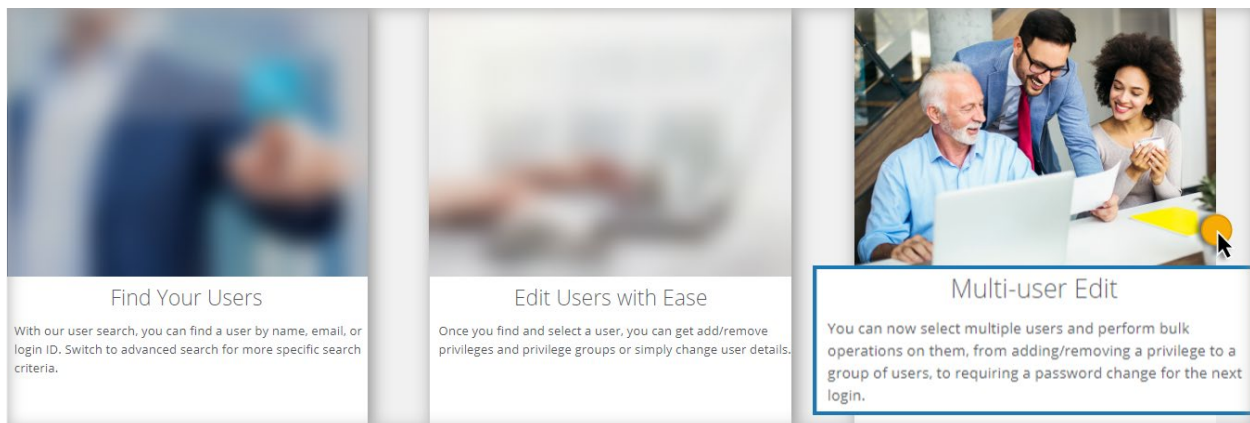 Find Your Users
With our user search, you can find a user by name, email, or
login ID. Switch to advanced search for more specific search
criteria.
Edit Users with Ease
Once you find and select a user, you can get add/remove
privileges and privilege groups or simply change user details.
Multi-user Edit
You can now select multiple users and perform bulk
operations on them, from adding/removing a privilege to a
group of users, to requiring a password change for the next
login.